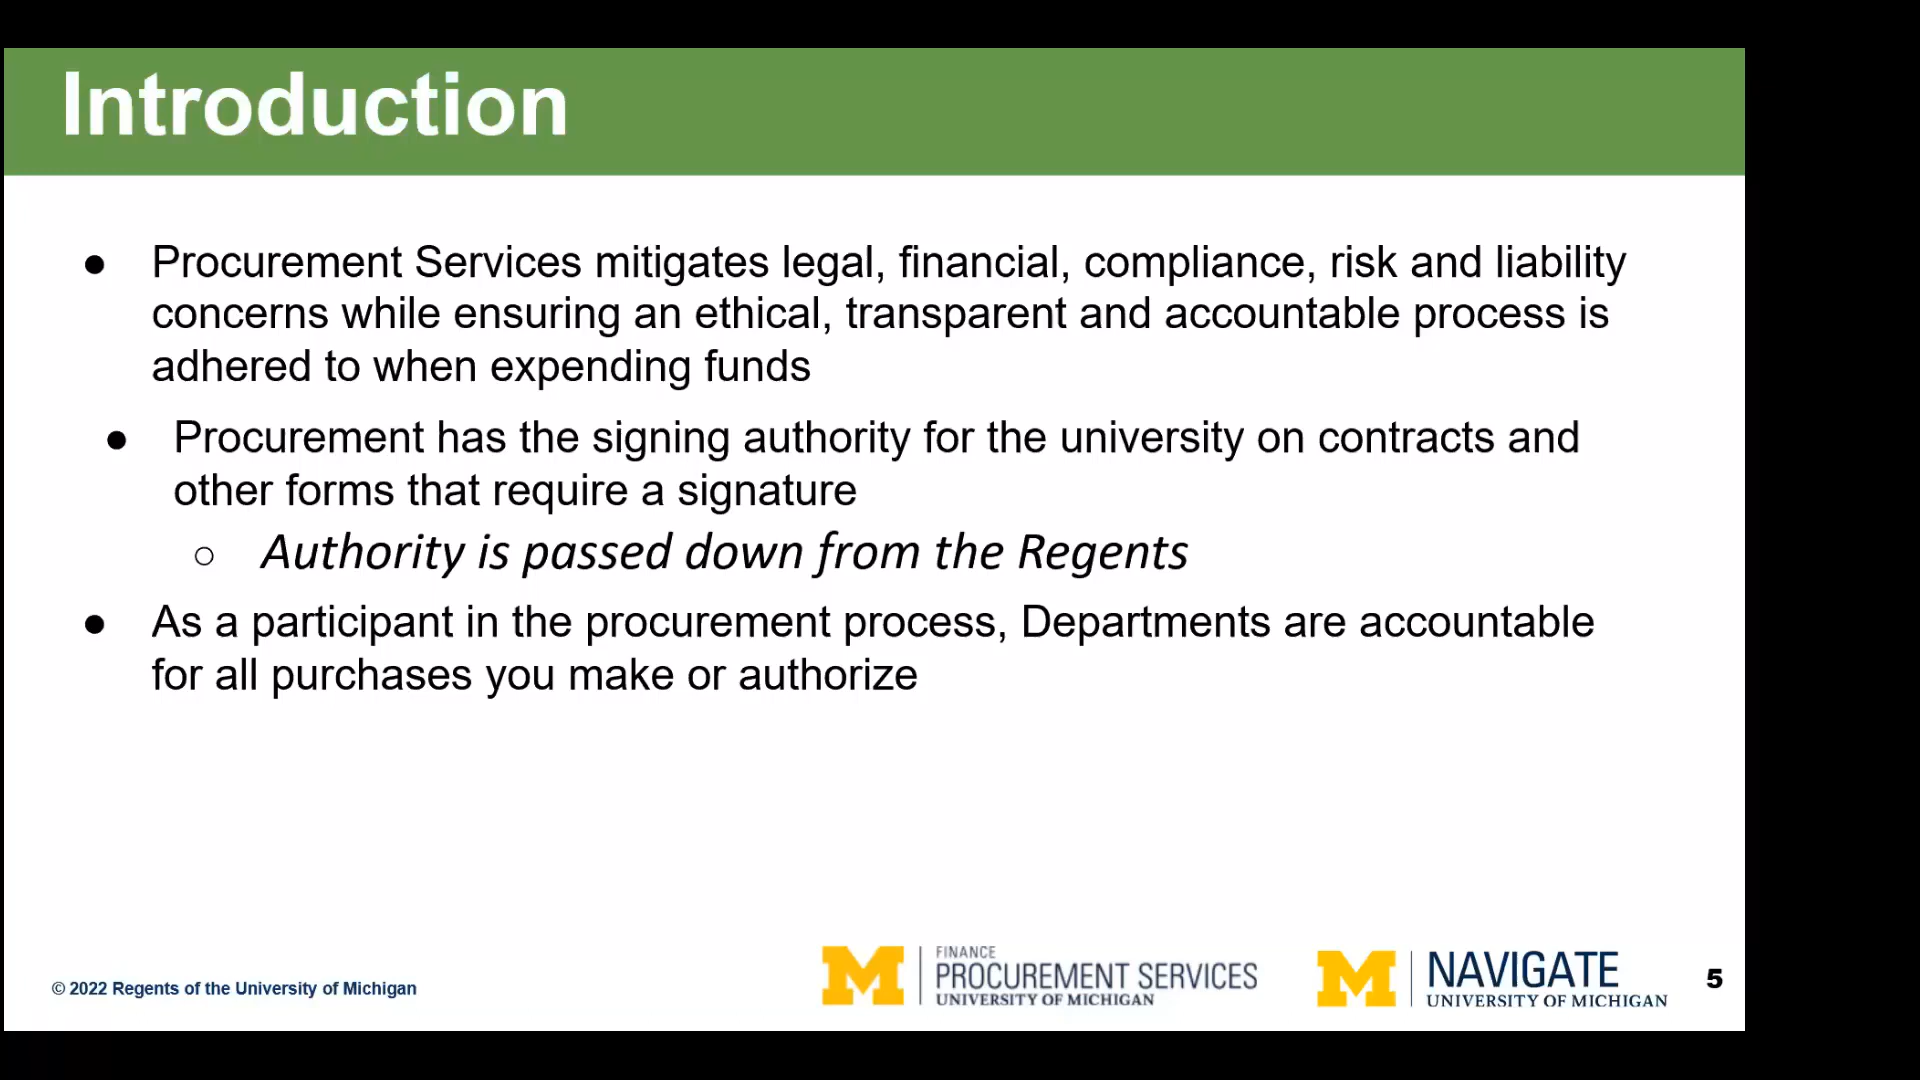 Introduction
● Procurement Services mitigates legal, financial, compliance, risk and liability
concerns while ensuring an ethical, transparent and accountable process is
adhered to when expending funds
● Procurement has the signing authority for the university on contracts and
other forms that require a signature
○ Authority is passed down from the Regents
● As a participant in the procurement process, Departments are accountable
for all purchases you make or authorize
© 2022 Regents of the University of Michigan
M
FINANCE
PROCUREMENT SERVICES
UNIVERSITY OF MICHIGAN
M
NAVIGATE
UNIVERSITY OF MICHIGAN
5